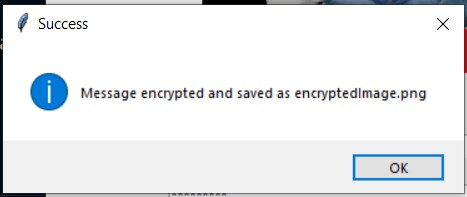 Success
Message encrypted and saved as encryptedImage.png
OK